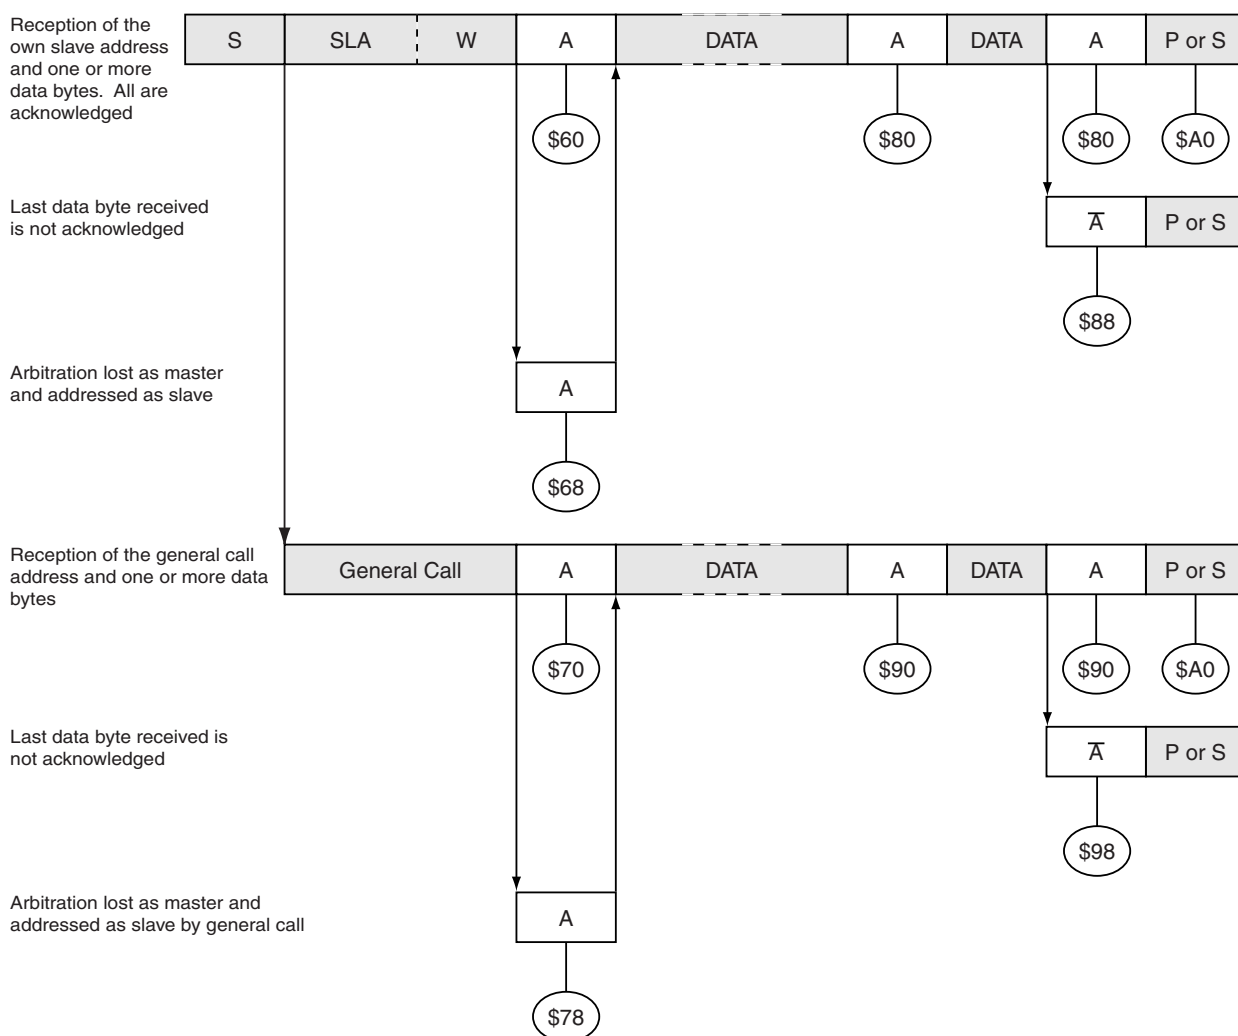 Reception of the
own slave address
and one or more
data bytes.  All are
acknowledged
S SLA W A DATA A DATA A P or S
$60 $80 $80 $A0
Last data byte received
is not acknowledged
A̅ P or S
$88
Arbitration lost as master
and addressed as slave
A
$68
Reception of the general call
address and one or more data
bytes
General Call A DATA A DATA A P or S
$70 $90 $90 $A0
Last data byte received is
not acknowledged
A̅ P or S
$98
Arbitration lost as master and
addressed as slave by general call
A
$78